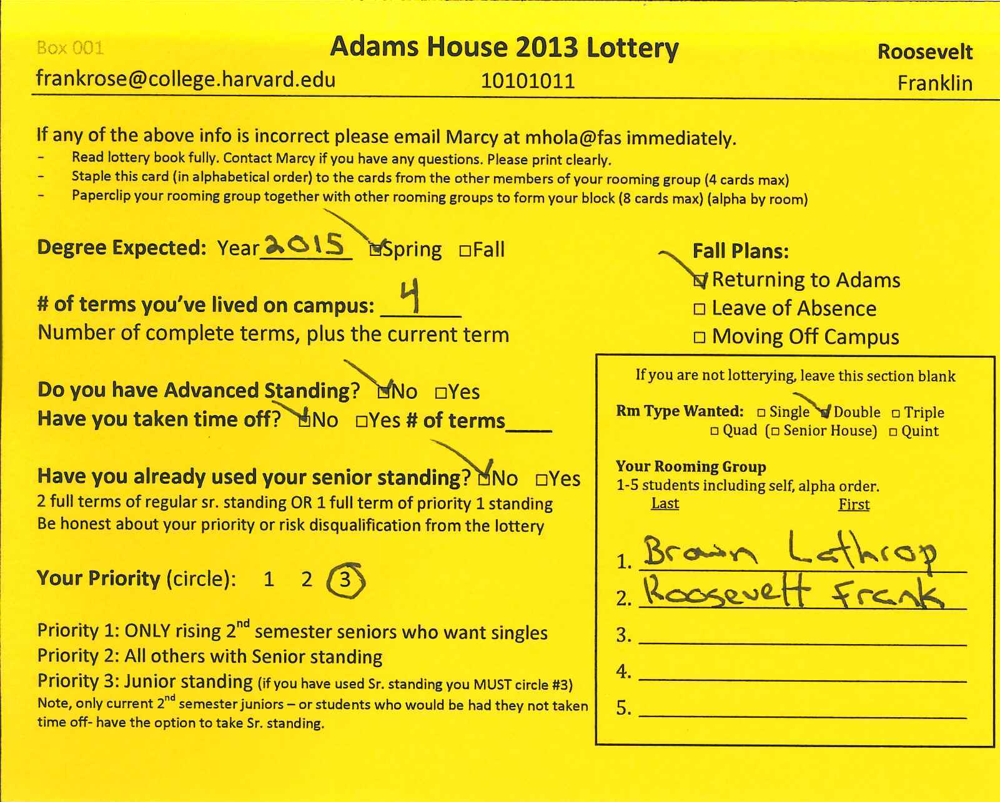 Box 001
Adams House 2013 Lottery
Roosevelt
frankrose@college.harvard.edu
10101011
Franklin
If any of the above info is incorrect please email Marcy at mhola@fas immediately.
- Read lottery book fully. Contact Marcy if you have any questions. Please print clearly.
- Staple this card (in alphabetical order) to the cards from the other members of your rooming group (4 cards max)
- Paperclip your rooming group together with other rooming groups to form your block (8 cards max) (alpha by room)
Degree Expected: Year 2015 ☑Spring ☐Fall
# of terms you've lived on campus: 4
Number of complete terms, plus the current term
Do you have Advanced Standing? ☑No ☐Yes
Have you taken time off? ☑No ☐Yes # of terms____
Have you already used your senior standing? ☑No ☐Yes
2 full terms of regular sr. standing OR 1 full term of priority 1 standing
Be honest about your priority or risk disqualification from the lottery
Your Priority (circle): 1 2 3
Priority 1: ONLY rising 2nd semester seniors who want singles
Priority 2: All others with Senior standing
Priority 3: Junior standing (if you have used Sr. standing you MUST circle #3)
Note, only current 2nd semester juniors – or students who would be had they not taken
time off- have the option to take Sr. standing.
Fall Plans:
☑ Returning to Adams
☐ Leave of Absence
☐ Moving Off Campus
If you are not lotterying, leave this section blank
Rm Type Wanted: ☐ Single ☑ Double ☐ Triple
☐ Quad (☐ Senior House) ☐ Quint
Your Rooming Group
1-5 students including self, alpha order.
Last First
1. Brown Lathrop
2. Roosevelt Frank
3.
4.
5.